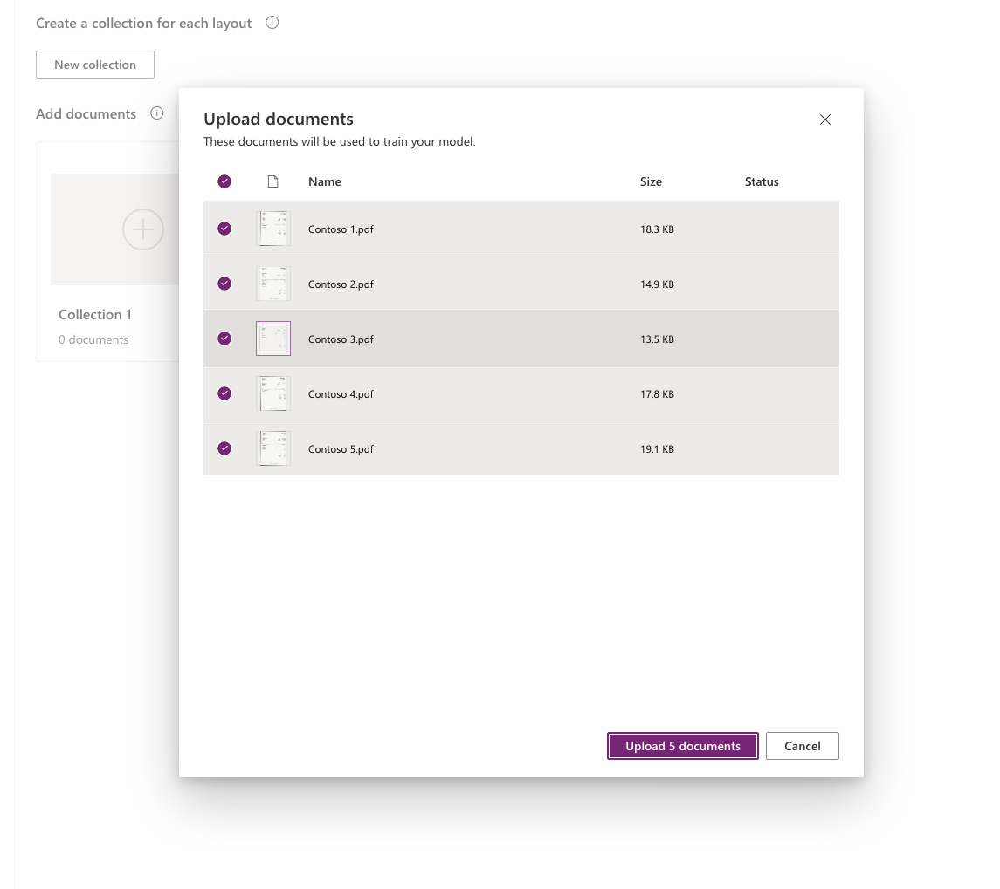 Create a collection for each layout
New collection
Add documents
Collection 1
0 documents
Upload documents
These documents will be used to train your model.
Name Size Status
Contoso 1.pdf 18.3 KB
Contoso 2.pdf 14.9 KB
Contoso 3.pdf 13.5 KB
Contoso 4.pdf 17.8 KB
Contoso 5.pdf 19.1 KB
Upload 5 documents Cancel